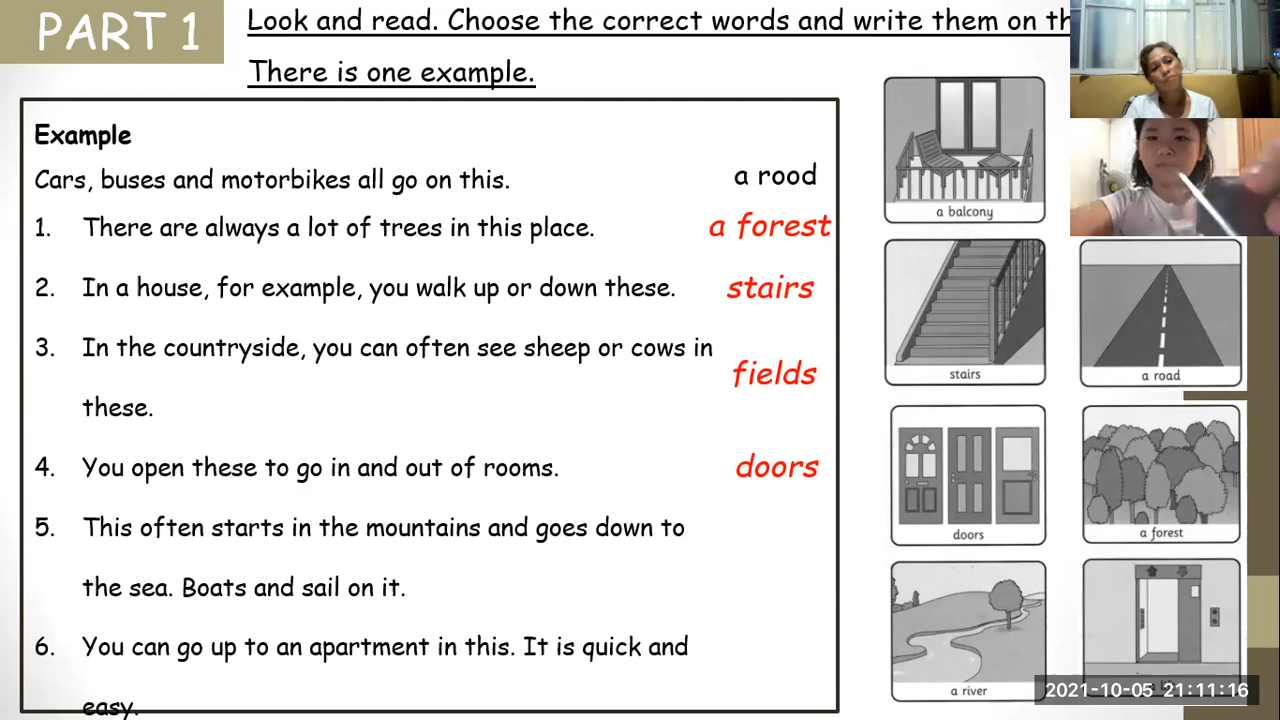 PART 1
Look and read. Choose the correct words and write them on
There is one example.
Example
Cars, buses and motorbikes all go on this. a rood
1. There are always a lot of trees in this place. a forest
2. In a house, for example, you walk up or down these. stairs
3. In the countryside, you can often see sheep or cows in
fields
these.
4. You open these to go in and out of rooms. doors
5. This often starts in the mountains and goes down to
the sea. Boats and sail on it.
6. You can go up to an apartment in this. It is quick and
easy.
a balcony
stairs
a road
doors
a forest
a river
2021-10-05 21:11:16